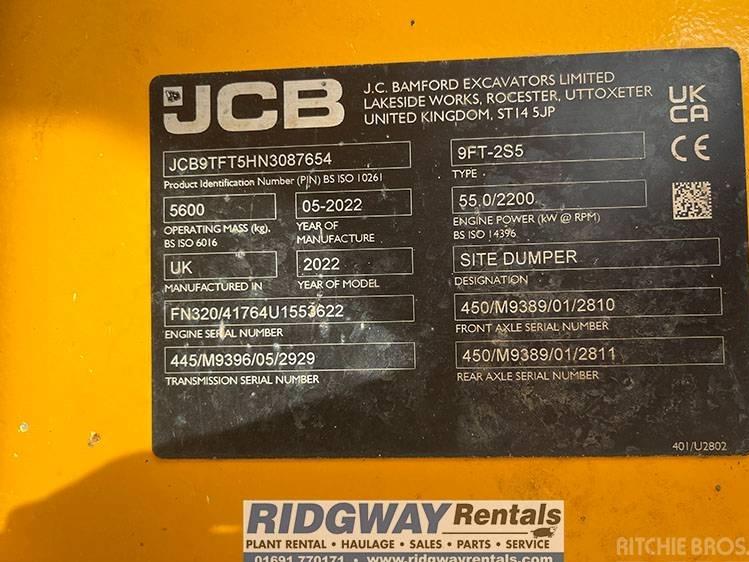 JCB
J.C. BAMFORD EXCAVATORS LIMITED
LAKESIDE WORKS, ROCESTER, UTTOXETER
UNITED KINGDOM, ST14 5JP
UK
CA
CE
JCB9TFT5HN3087654
Product Identification Number (PIN) BS ISO 10261
9FT-2S5
TYPE
5600
OPERATING MASS (kg),
BS ISO 6016
05-2022
YEAR OF
MANUFACTURE
55.0/2200
ENGINE POWER (kW @ RPM)
BS ISO 14396
UK
MANUFACTURED IN
2022
YEAR OF MODEL
SITE DUMPER
DESIGNATION
FN320/41764U1553622
ENGINE SERIAL NUMBER
450/M9389/01/2810
FRONT AXLE SERIAL NUMBER
445/M9396/05/2929
TRANSMISSION SERIAL NUMBER
450/M9389/01/2811
REAR AXLE SERIAL NUMBER
401/U2802
RIDGWAY Rentals
PLANT RENTAL • HAULAGE • SALES • PARTS • SERVICE
01691 770171 • www.ridgwayrentals.com
RITCHIE BROS.